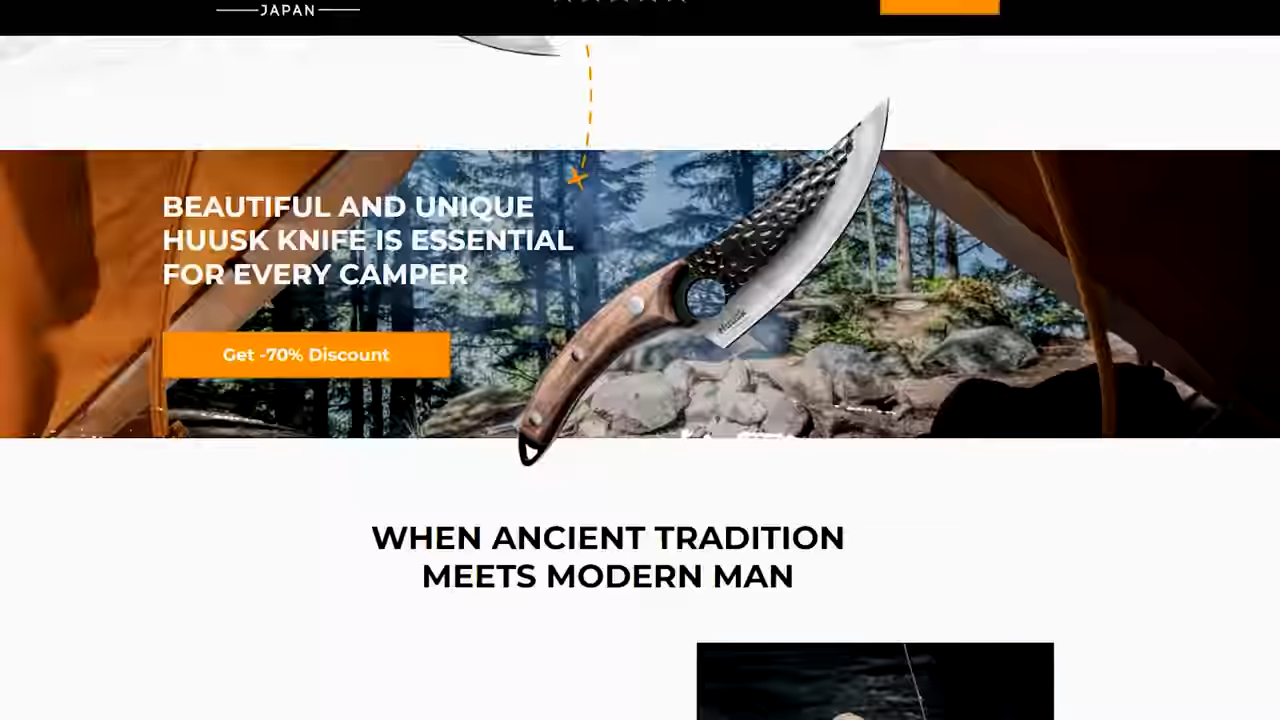 JAPAN
BEAUTIFUL AND UNIQUE
HUUSK KNIFE IS ESSENTIAL
FOR EVERY CAMPER
Huusk
Get -70% Discount
WHEN ANCIENT TRADITION
MEETS MODERN MAN